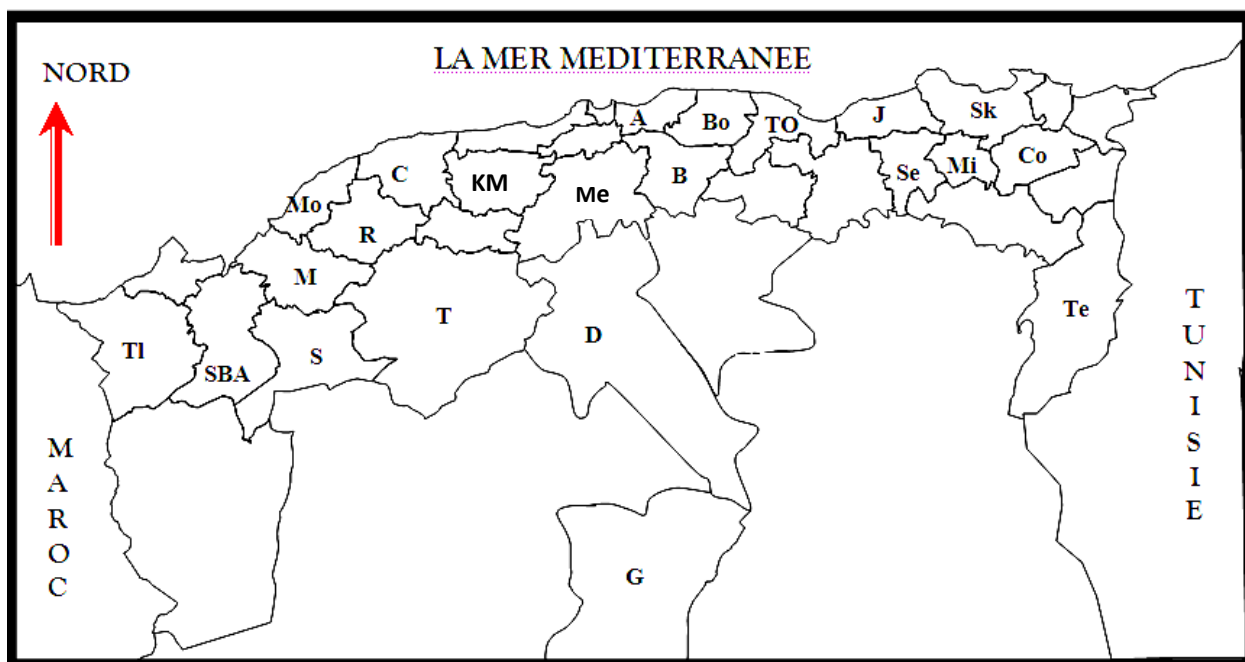 LA MER MEDITERRANEE
NORD
A
Bo
TO
J
Sk
C
KM
Me
B
Se
Mi
Co
Mo
R
M
T
D
Te
Tl
SBA
S
G
MAROC
TUNISIE